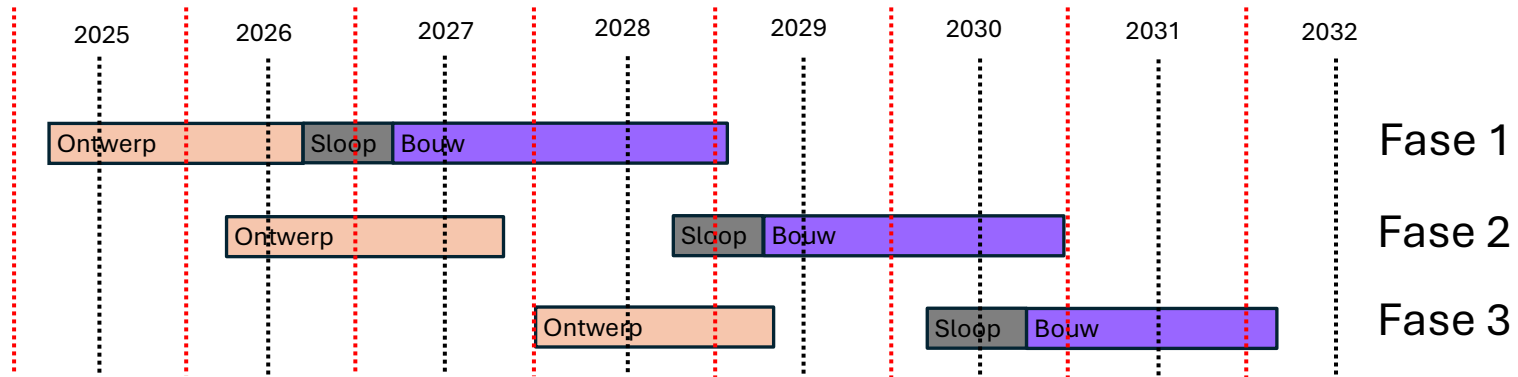 2025 2026 2027 2028 2029 2030 2031 2032
Ontwerp Sloop Bouw Fase 1
Ontwerp Sloop Bouw Fase 2
Ontwerp Sloop Bouw Fase 3